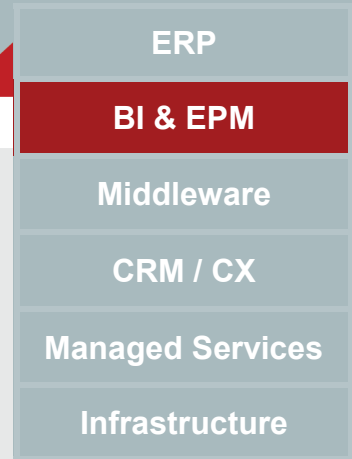 ERP
BI & EPM
Middleware
CRM / CX
Managed Services
Infrastructure